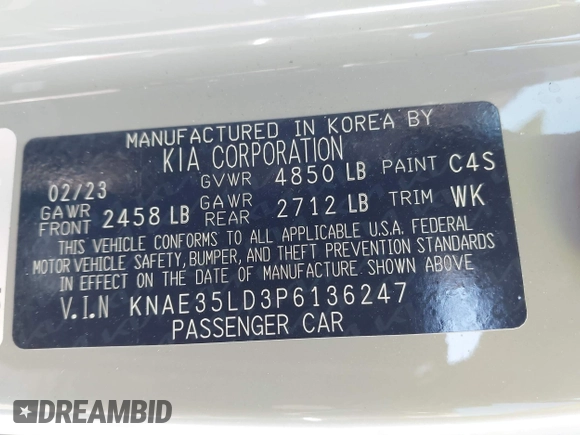 MANUFACTURED IN KOREA BY
KIA CORPORATION
02/23 GVWR 4850 LB PAINT C4S
GAWR FRONT 2458 LB GAWR REAR 2712 LB TRIM WK
THIS VEHICLE CONFORMS TO ALL APPLICABLE U.S.A. FEDERAL
MOTOR VEHICLE SAFETY, BUMPER, AND THEFT PREVENTION STANDARDS
IN EFFECT ON THE DATE OF MANUFACTURE SHOWN ABOVE
V.I.N KNAE35LD3P6136247
PASSENGER CAR
DREAMBID